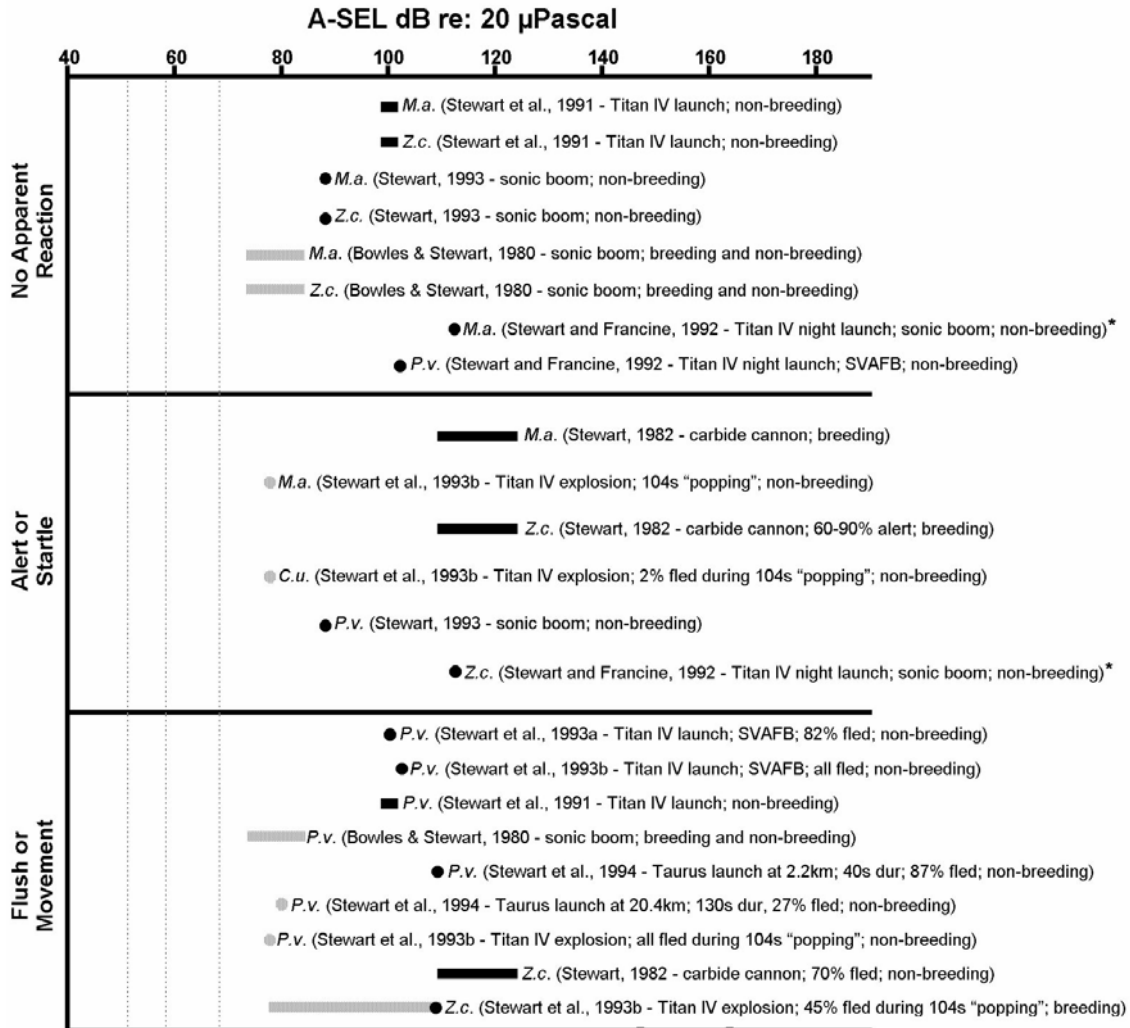 A-SEL dB re: 20 µPascal
40 60 80 100 120 140 160 180
No Apparent
Reaction
M.a. (Stewart et al., 1991 - Titan IV launch; non-breeding)
Z.c. (Stewart et al., 1991 - Titan IV launch; non-breeding)
M.a. (Stewart, 1993 - sonic boom; non-breeding)
Z.c. (Stewart, 1993 - sonic boom; non-breeding)
M.a. (Bowles & Stewart, 1980 - sonic boom; breeding and non-breeding)
Z.c. (Bowles & Stewart, 1980 - sonic boom; breeding and non-breeding)
M.a. (Stewart and Francine, 1992 - Titan IV night launch; sonic boom; non-breeding)*
P.v. (Stewart and Francine, 1992 - Titan IV night launch; SVAFB; non-breeding)
Alert or
Startle
M.a. (Stewart, 1982 - carbide cannon; breeding)
M.a. (Stewart et al., 1993b - Titan IV explosion; 104s “popping”; non-breeding)
Z.c. (Stewart, 1982 - carbide cannon; 60-90% alert; breeding)
C.u. (Stewart et al., 1993b - Titan IV explosion; 2% fled during 104s “popping”; non-breeding)
P.v. (Stewart, 1993 - sonic boom; non-breeding)
Z.c. (Stewart and Francine, 1992 - Titan IV night launch; sonic boom; non-breeding)*
Flush or
Movement
P.v. (Stewart et al., 1993a - Titan IV launch; SVAFB; 82% fled; non-breeding)
P.v. (Stewart et al., 1993b - Titan IV launch; SVAFB; all fled; non-breeding)
P.v. (Stewart et al., 1991 - Titan IV launch; non-breeding)
P.v. (Bowles & Stewart, 1980 - sonic boom; breeding and non-breeding)
P.v. (Stewart et al., 1994 - Taurus launch at 2.2km; 40s dur; 87% fled; non-breeding)
P.v. (Stewart et al., 1994 - Taurus launch at 20.4km; 130s dur, 27% fled; non-breeding)
P.v. (Stewart et al., 1993b - Titan IV explosion; all fled during 104s “popping”; non-breeding)
Z.c. (Stewart, 1982 - carbide cannon; 70% fled; non-breeding)
Z.c. (Stewart et al., 1993b - Titan IV explosion; 45% fled during 104s “popping”; breeding)